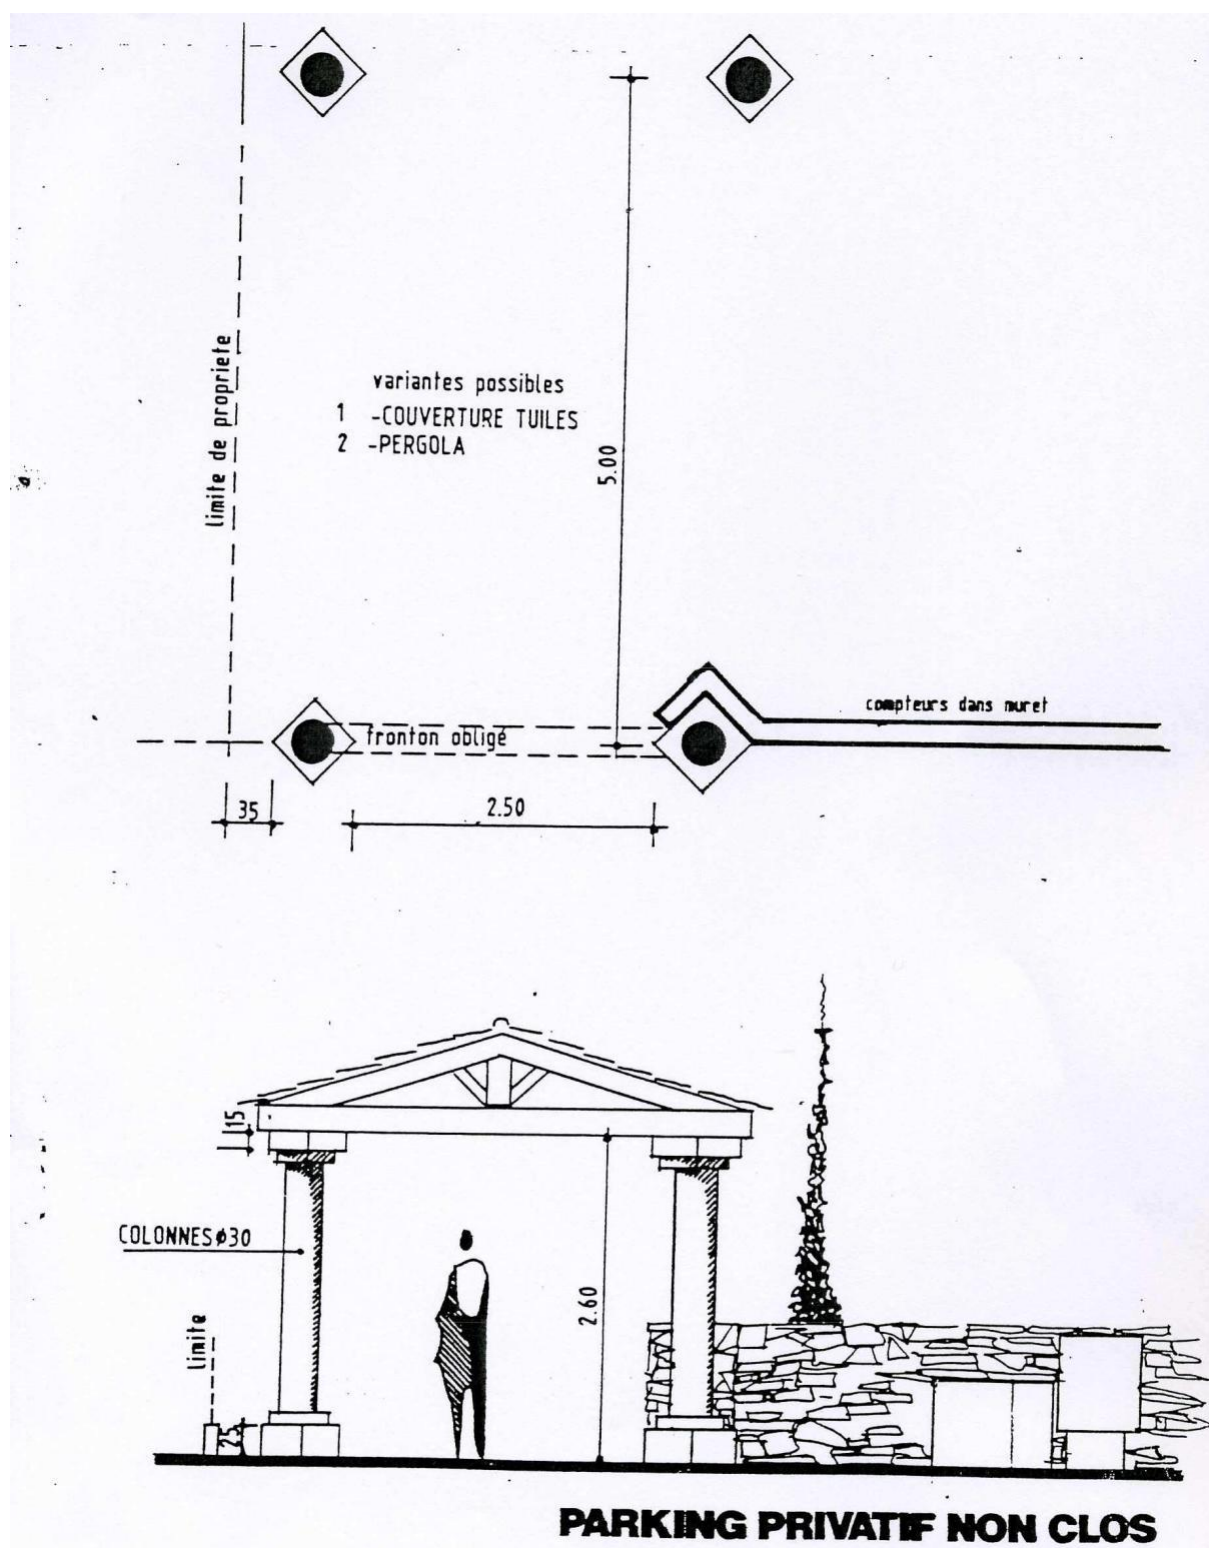 variantes possibles
1 -COUVERTURE TUILES
2 -PERGOLA
limite de propriete
5.00
compteurs dans muret
fronton obligé
35
2.50
15
COLONNES ø30
2.60
limite
25
PARKING PRIVATIF NON CLOS